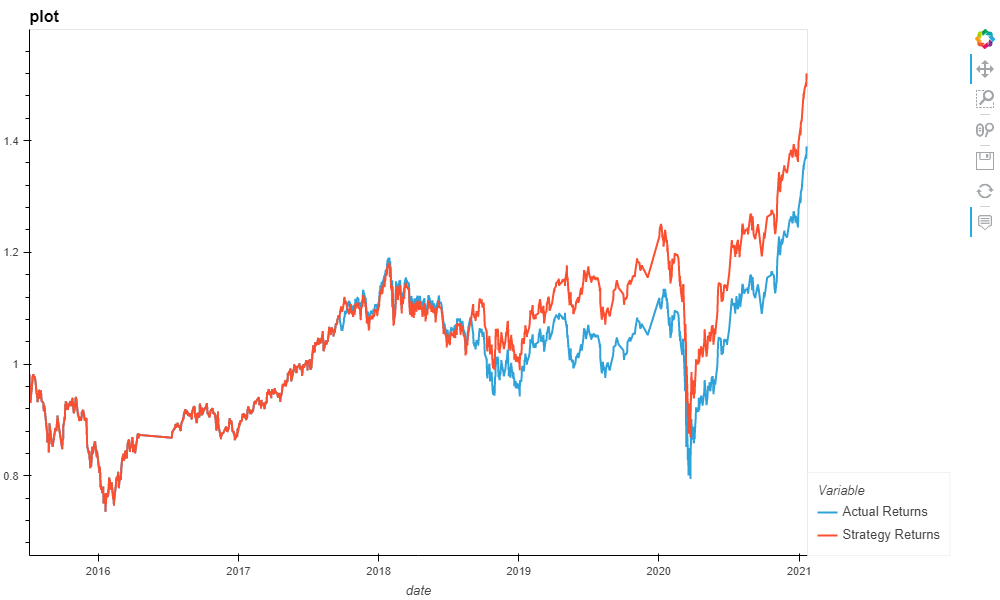 plot
1.4
1.2
1
0.8
2016
2017
2018
2019
2020
2021
date
Variable
Actual Returns
Strategy Returns